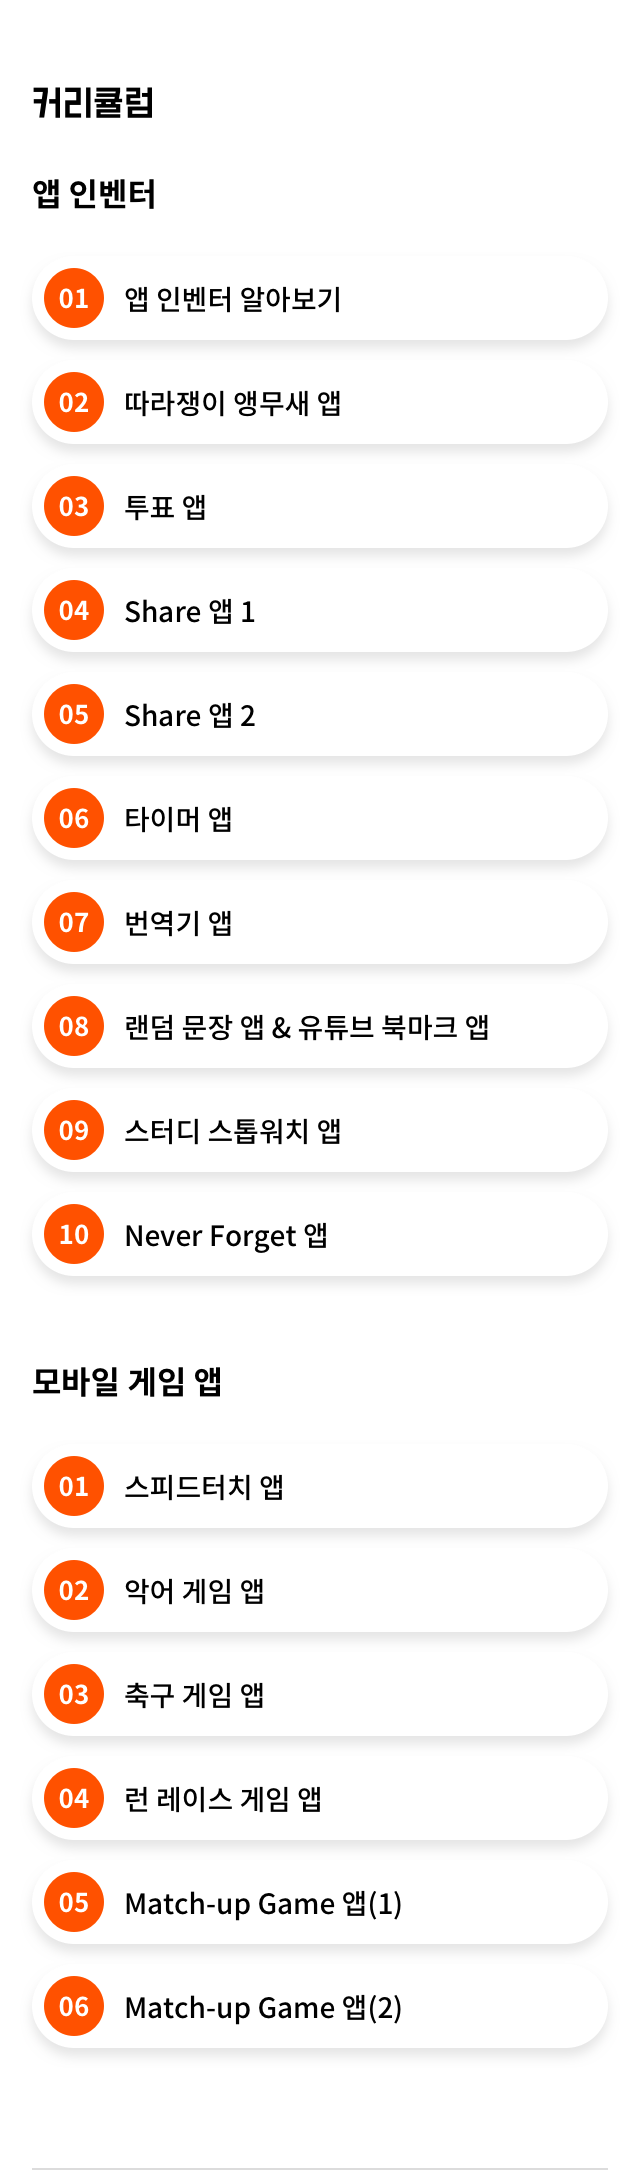 커리큘럼
앱 인벤터
01 앱 인벤터 알아보기
02 따라쟁이 앵무새 앱
03 투표 앱
04 Share 앱 1
05 Share 앱 2
06 타이머 앱
07 번역기 앱
08 랜덤 문장 앱 & 유튜브 북마크 앱
09 스터디 스톱워치 앱
10 Never Forget 앱
모바일 게임 앱
01 스피드터치 앱
02 악어 게임 앱
03 축구 게임 앱
04 런 레이스 게임 앱
05 Match-up Game 앱(1)
06 Match-up Game 앱(2)